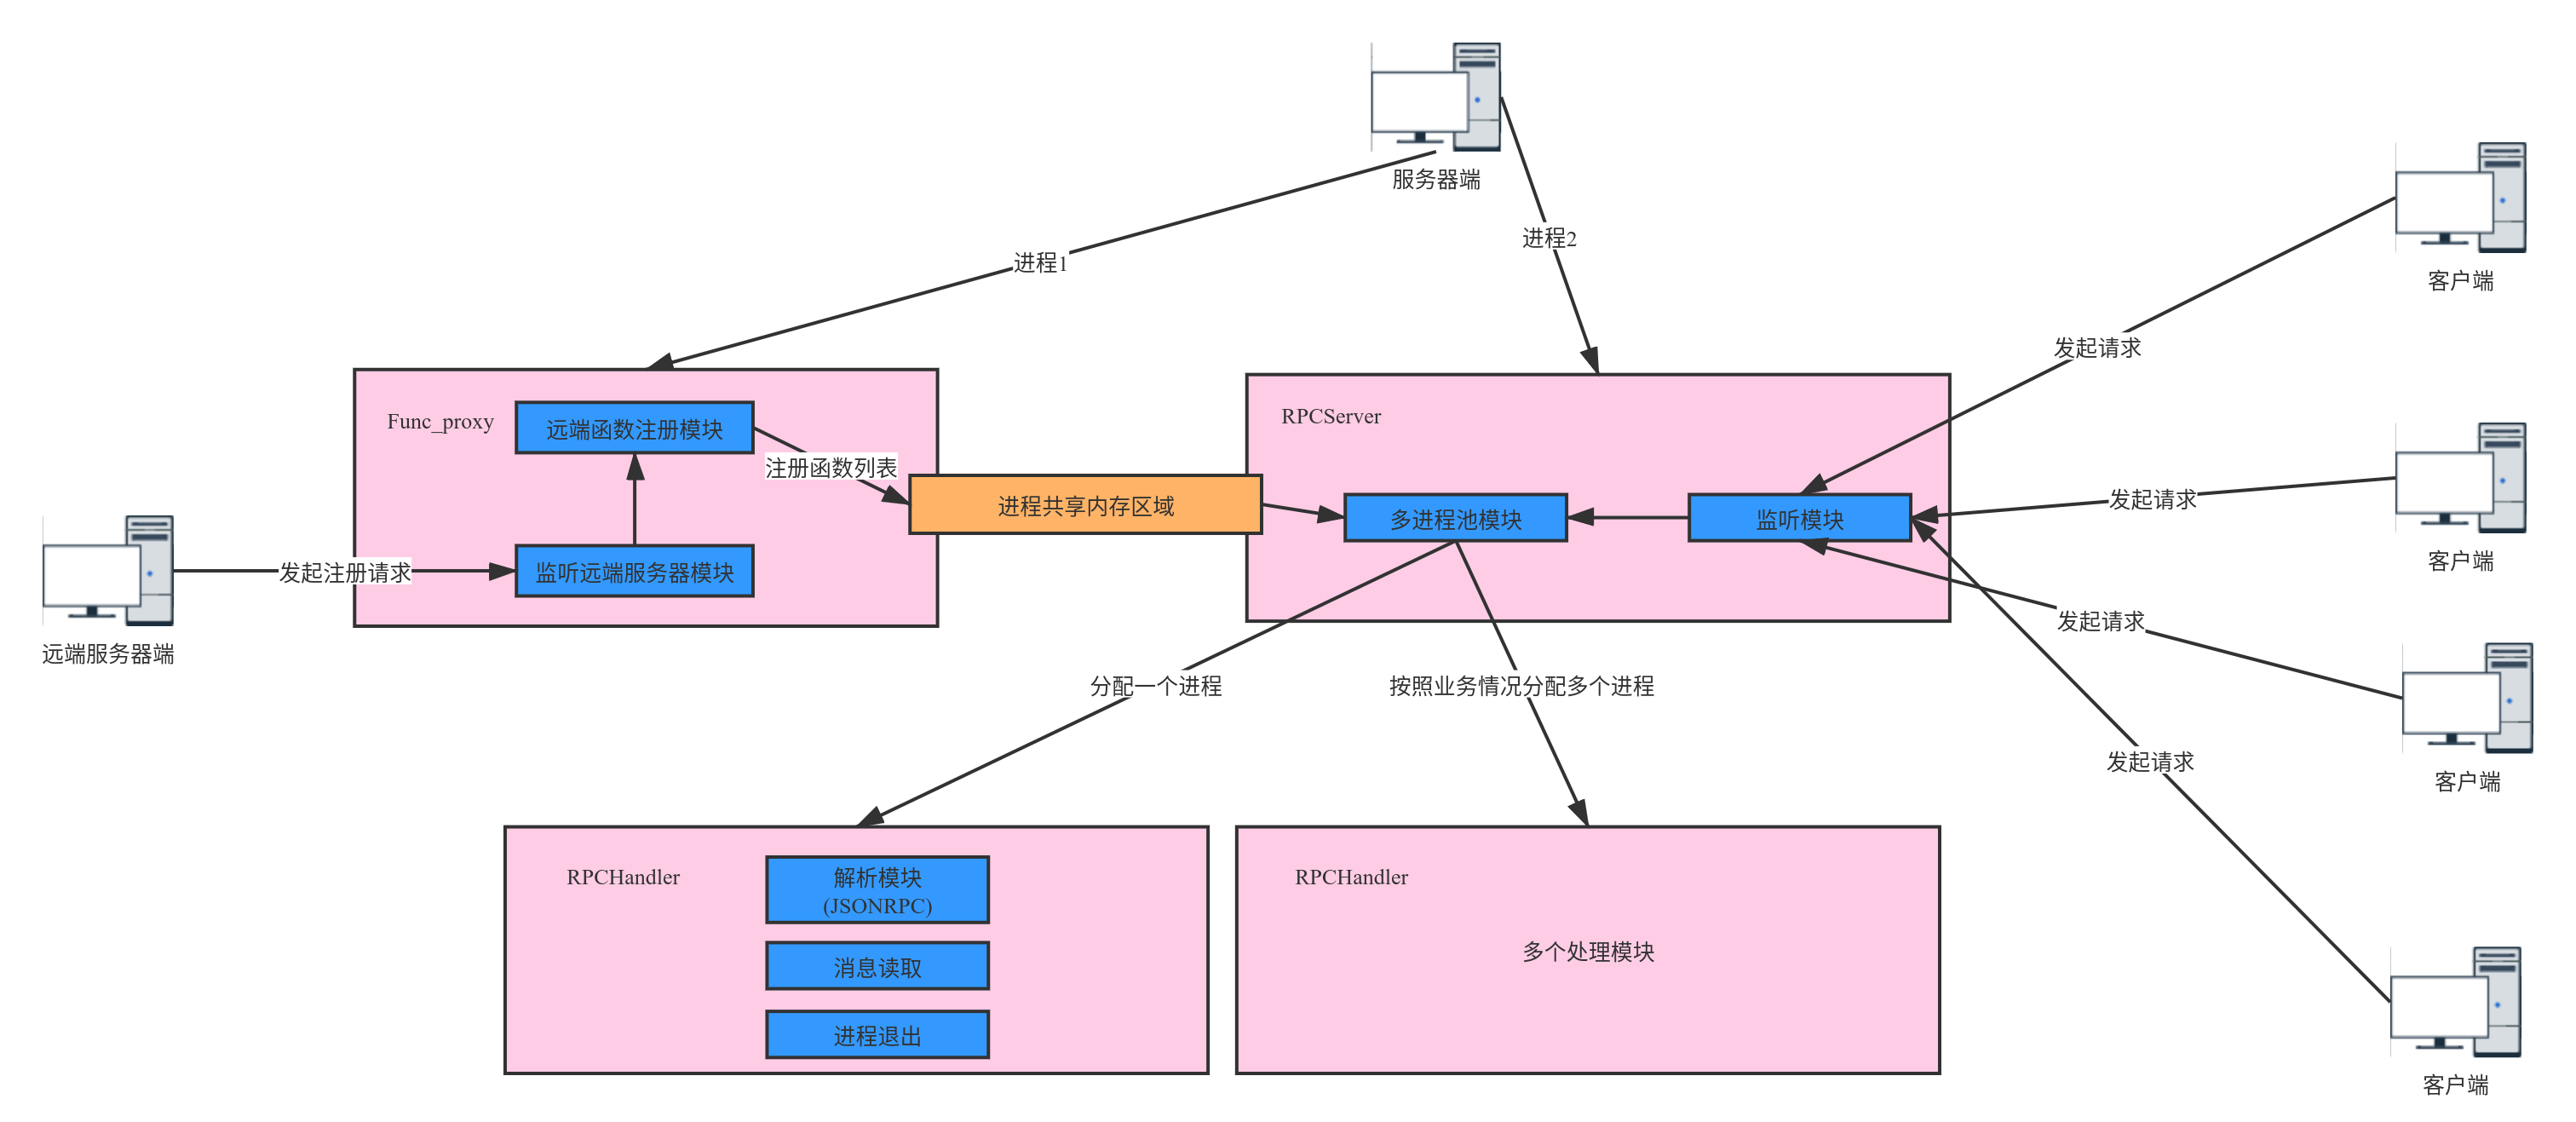 服务器端
进程1
进程2
客户端
发起请求
Func_proxy
远端函数注册模块
注册函数列表
监听远端服务器模块
发起注册请求
远端服务器端
进程共享内存区域
RPCServer
多进程池模块
监听模块
发起请求
客户端
发起请求
客户端
发起请求
客户端
分配一个进程
按照业务情况分配多个进程
RPCHandler
解析模块
(JSONRPC)
消息读取
进程退出
RPCHandler
多个处理模块